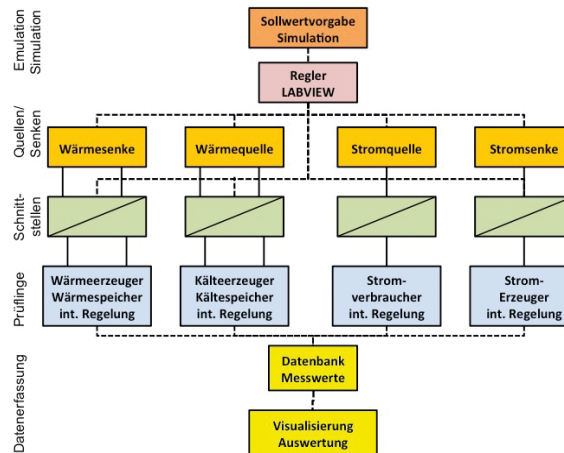 Emulation
Simulation
Sollwertvorgabe
Simulation
Regler
LABVIEW
Quellen/
Senken
Wärmesenke
Wärmequelle
Stromquelle
Stromsenke
Schnitt-
stellen
Prüflinge
Wärmeerzeuger
Wärmespeicher
int. Regelung
Kälteerzeuger
Kältespeicher
int. Regelung
Strom-
verbraucher
int. Regelung
Strom-
Erzeuger
int. Regelung
Datenerfassung
Datenbank
Messwerte
Visualisierung
Auswertung